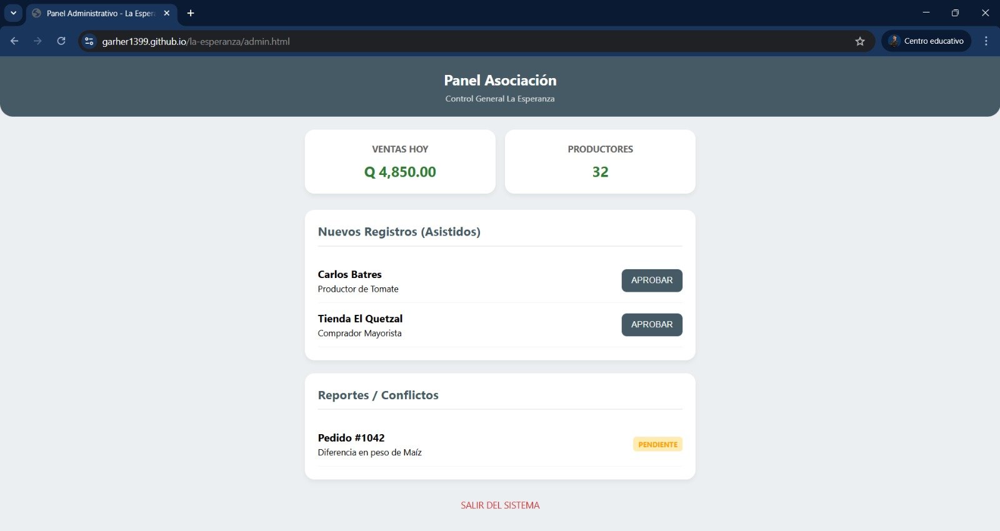 Panel Administrativo - La Esper
garher1399.github.io/la-esperanza/admin.html
Centro educativo
Panel Asociación
Control General La Esperanza
VENTAS HOY
Q 4,850.00
PRODUCTORES
32
Nuevos Registros (Asistidos)
Carlos Batres
Productor de Tomate
APROBAR
Tienda El Quetzal
Comprador Mayorista
APROBAR
Reportes / Conflictos
Pedido #1042
Diferencia en peso de Maíz
PENDIENTE
SALIR DEL SISTEMA